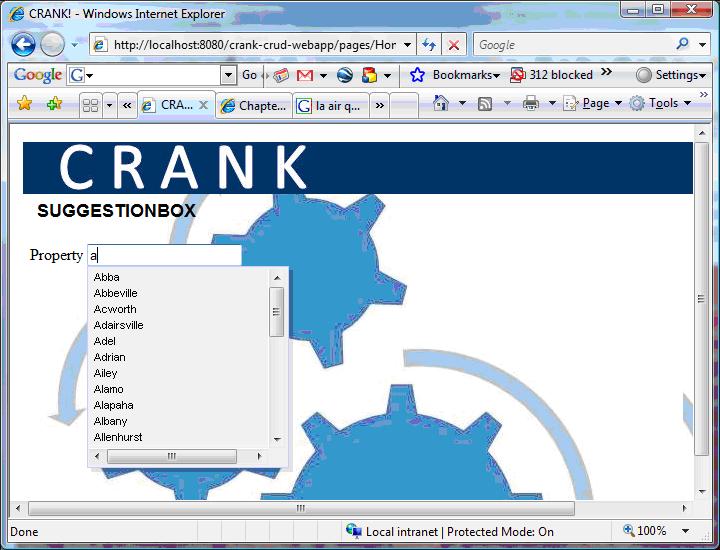 CRANK! - Windows Internet Explorer
http://localhost:8080/crank-crud-webapp/pages/Hor
Google
Google G Go Bookmarks 312 blocked Settings
CRA... Chapte... la air q... Page Tools
CRANK
SUGGESTIONBOX
Property a
Abba
Abbeville
Acworth
Adairsville
Adel
Adrian
Ailey
Alamo
Alapaha
Albany
Allenhurst
Done Local intranet | Protected Mode: On 100%